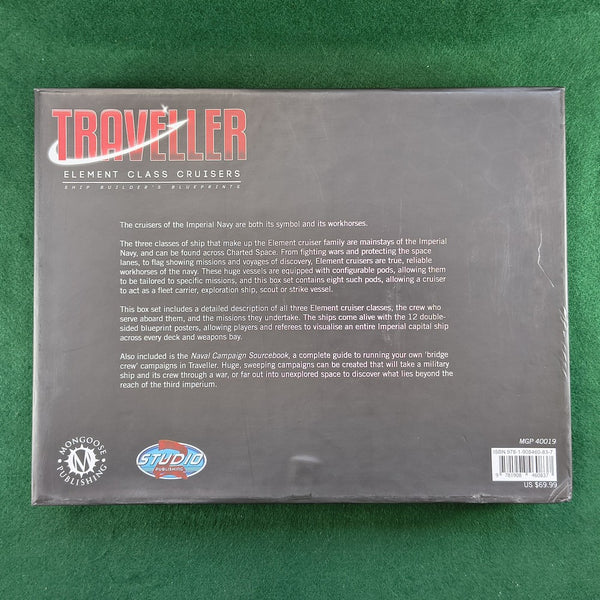 TRAVELLER
ELEMENT CLASS CRUISERS
SHIP BUILDER'S BLUEPRINTS
The cruisers of the Imperial Navy are both its symbol and its workhorses.
The three classes of ship that make up the Element cruiser family are mainstays of the Imperial
Navy, and can be found across Charted Space. From fighting wars and protecting the space
lanes, to flag showing missions and voyages of discovery, Element cruisers are true, reliable
workhorses of the navy. These huge vessels are equipped with configurable pods, allowing them
to be tailored to specific missions, and this box set contains eight such pods, allowing a cruiser
to act as a fleet carrier, exploration ship, scout or strike vessel.
This box set includes a detailed description of all three Element cruiser classes, the crew who
serve aboard them, and the missions they undertake. The ships come alive with the 12 double-
sided blueprint posters, allowing players and referees to visualise an entire Imperial capital ship
across every deck and weapons bay.
Also included is the Naval Campaign Sourcebook, a complete guide to running your own 'bridge
crew' campaigns in Traveller. Huge, sweeping campaigns can be created that will take a military
ship and its crew through a war, or far out into unexplored space to discover what lies beyond the
reach of the third imperium.
MGP 40019
MONGOOSE
M
PUBLISHING
STUDIO
2
PUBLISHING
ISBN 978-1-908460-83-7
9 781908 460837
US $69.99